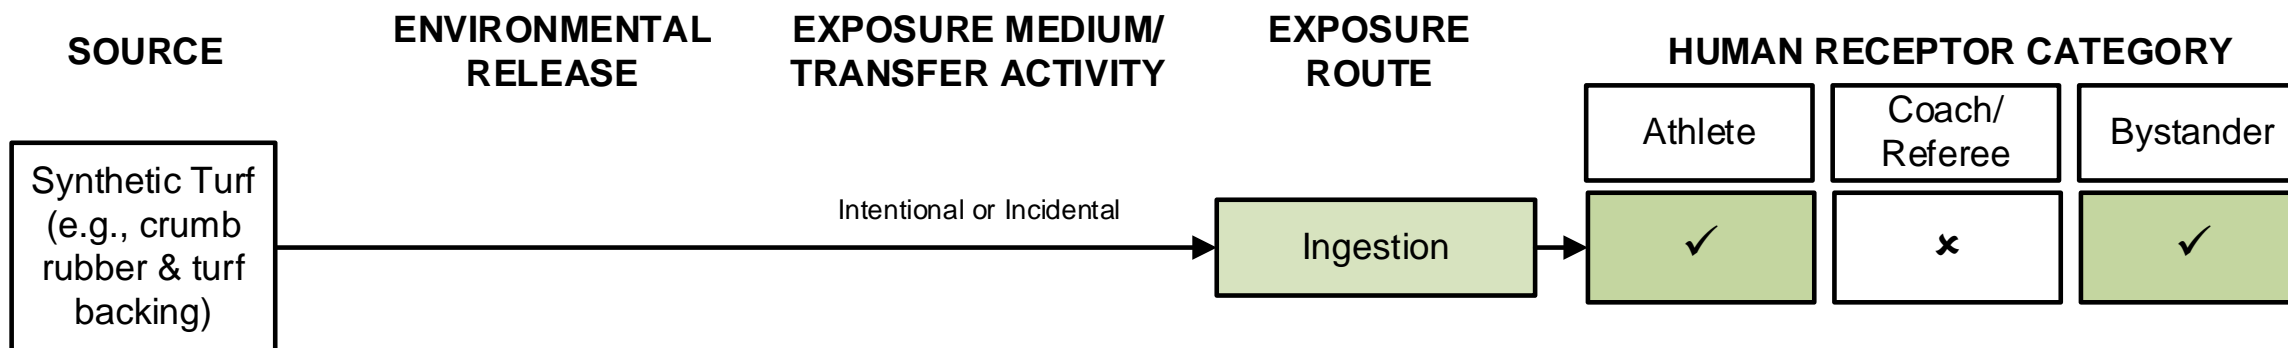 SOURCE
ENVIRONMENTAL
RELEASE
EXPOSURE MEDIUM/
TRANSFER ACTIVITY
EXPOSURE
ROUTE
HUMAN RECEPTOR CATEGORY
Athlete
Coach/
Referee
Bystander
Synthetic Turf
(e.g., crumb
rubber & turf
backing)
Intentional or Incidental
Ingestion
✓
✗
✓